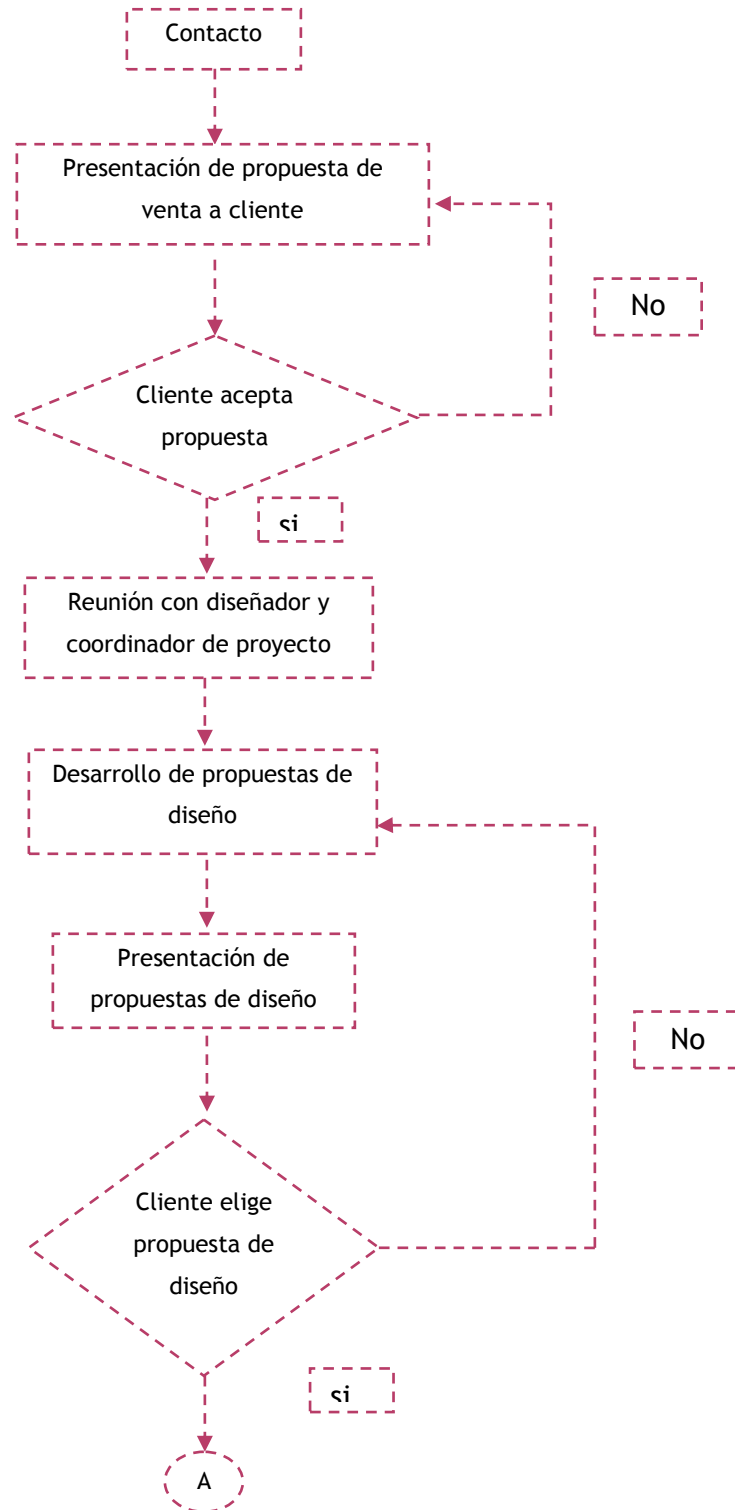 Contacto
Presentación de propuesta de
venta a cliente
No
Cliente acepta
propuesta
si
Reunión con diseñador y
coordinador de proyecto
Desarrollo de propuestas de
diseño
Presentación de
propuestas de diseño
No
Cliente elige
propuesta de
diseño
si
A